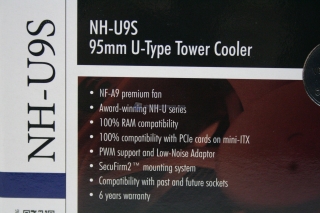 NH-U9S
NH-U9S
95mm U-Type Tower Cooler
• NF-A9 premium fan
• Award-winning NH-U series
100% RAM compatibility
• 100% compatibility with PCIe cards on mini-ITX
• PWM support and Low-Noise Adaptor
• SecuFirm2™ mounting system
• Compatibility with past and future sockets
• 6 years warranty